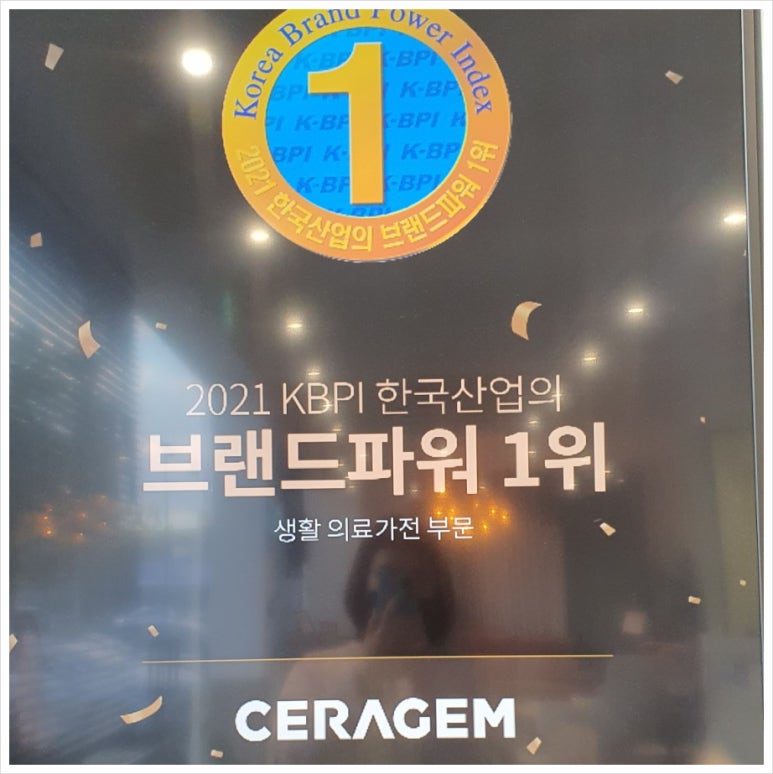 Korea Brand Power Index
1
K-BPI
2021 한국산업의 브랜드파워 1위
2021 KBPI 한국산업의
브랜드파워 1위
생활 의료가전 부문
CERAGEM